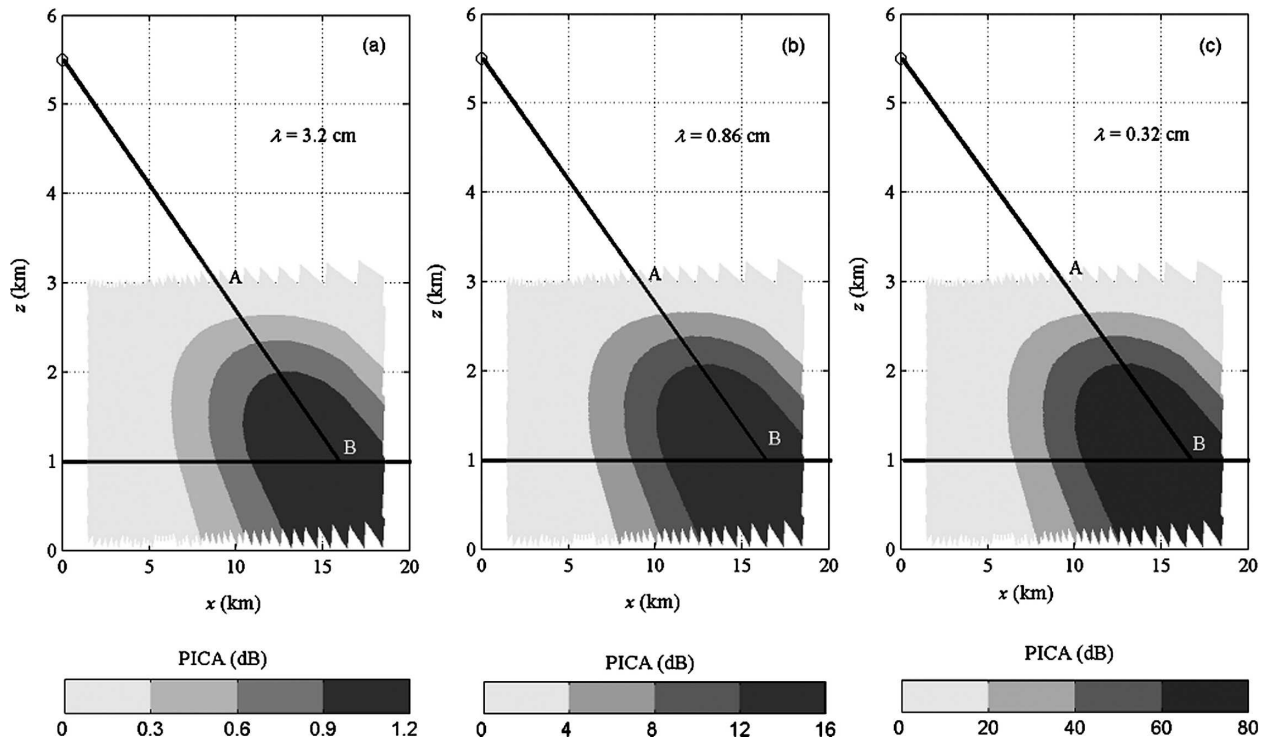 6
5
4
3
2
1
0
z (km)
(a)
λ = 3.2 cm
A
B
0 5 10 15 20
x (km)
PICA (dB)
0 0.3 0.6 0.9 1.2
6
5
4
3
2
1
0
z (km)
(b)
λ = 0.86 cm
A
B
0 5 10 15 20
x (km)
PICA (dB)
0 4 8 12 16
6
5
4
3
2
1
0
z (km)
(c)
λ = 0.32 cm
A
B
0 5 10 15 20
x (km)
PICA (dB)
0 20 40 60 80